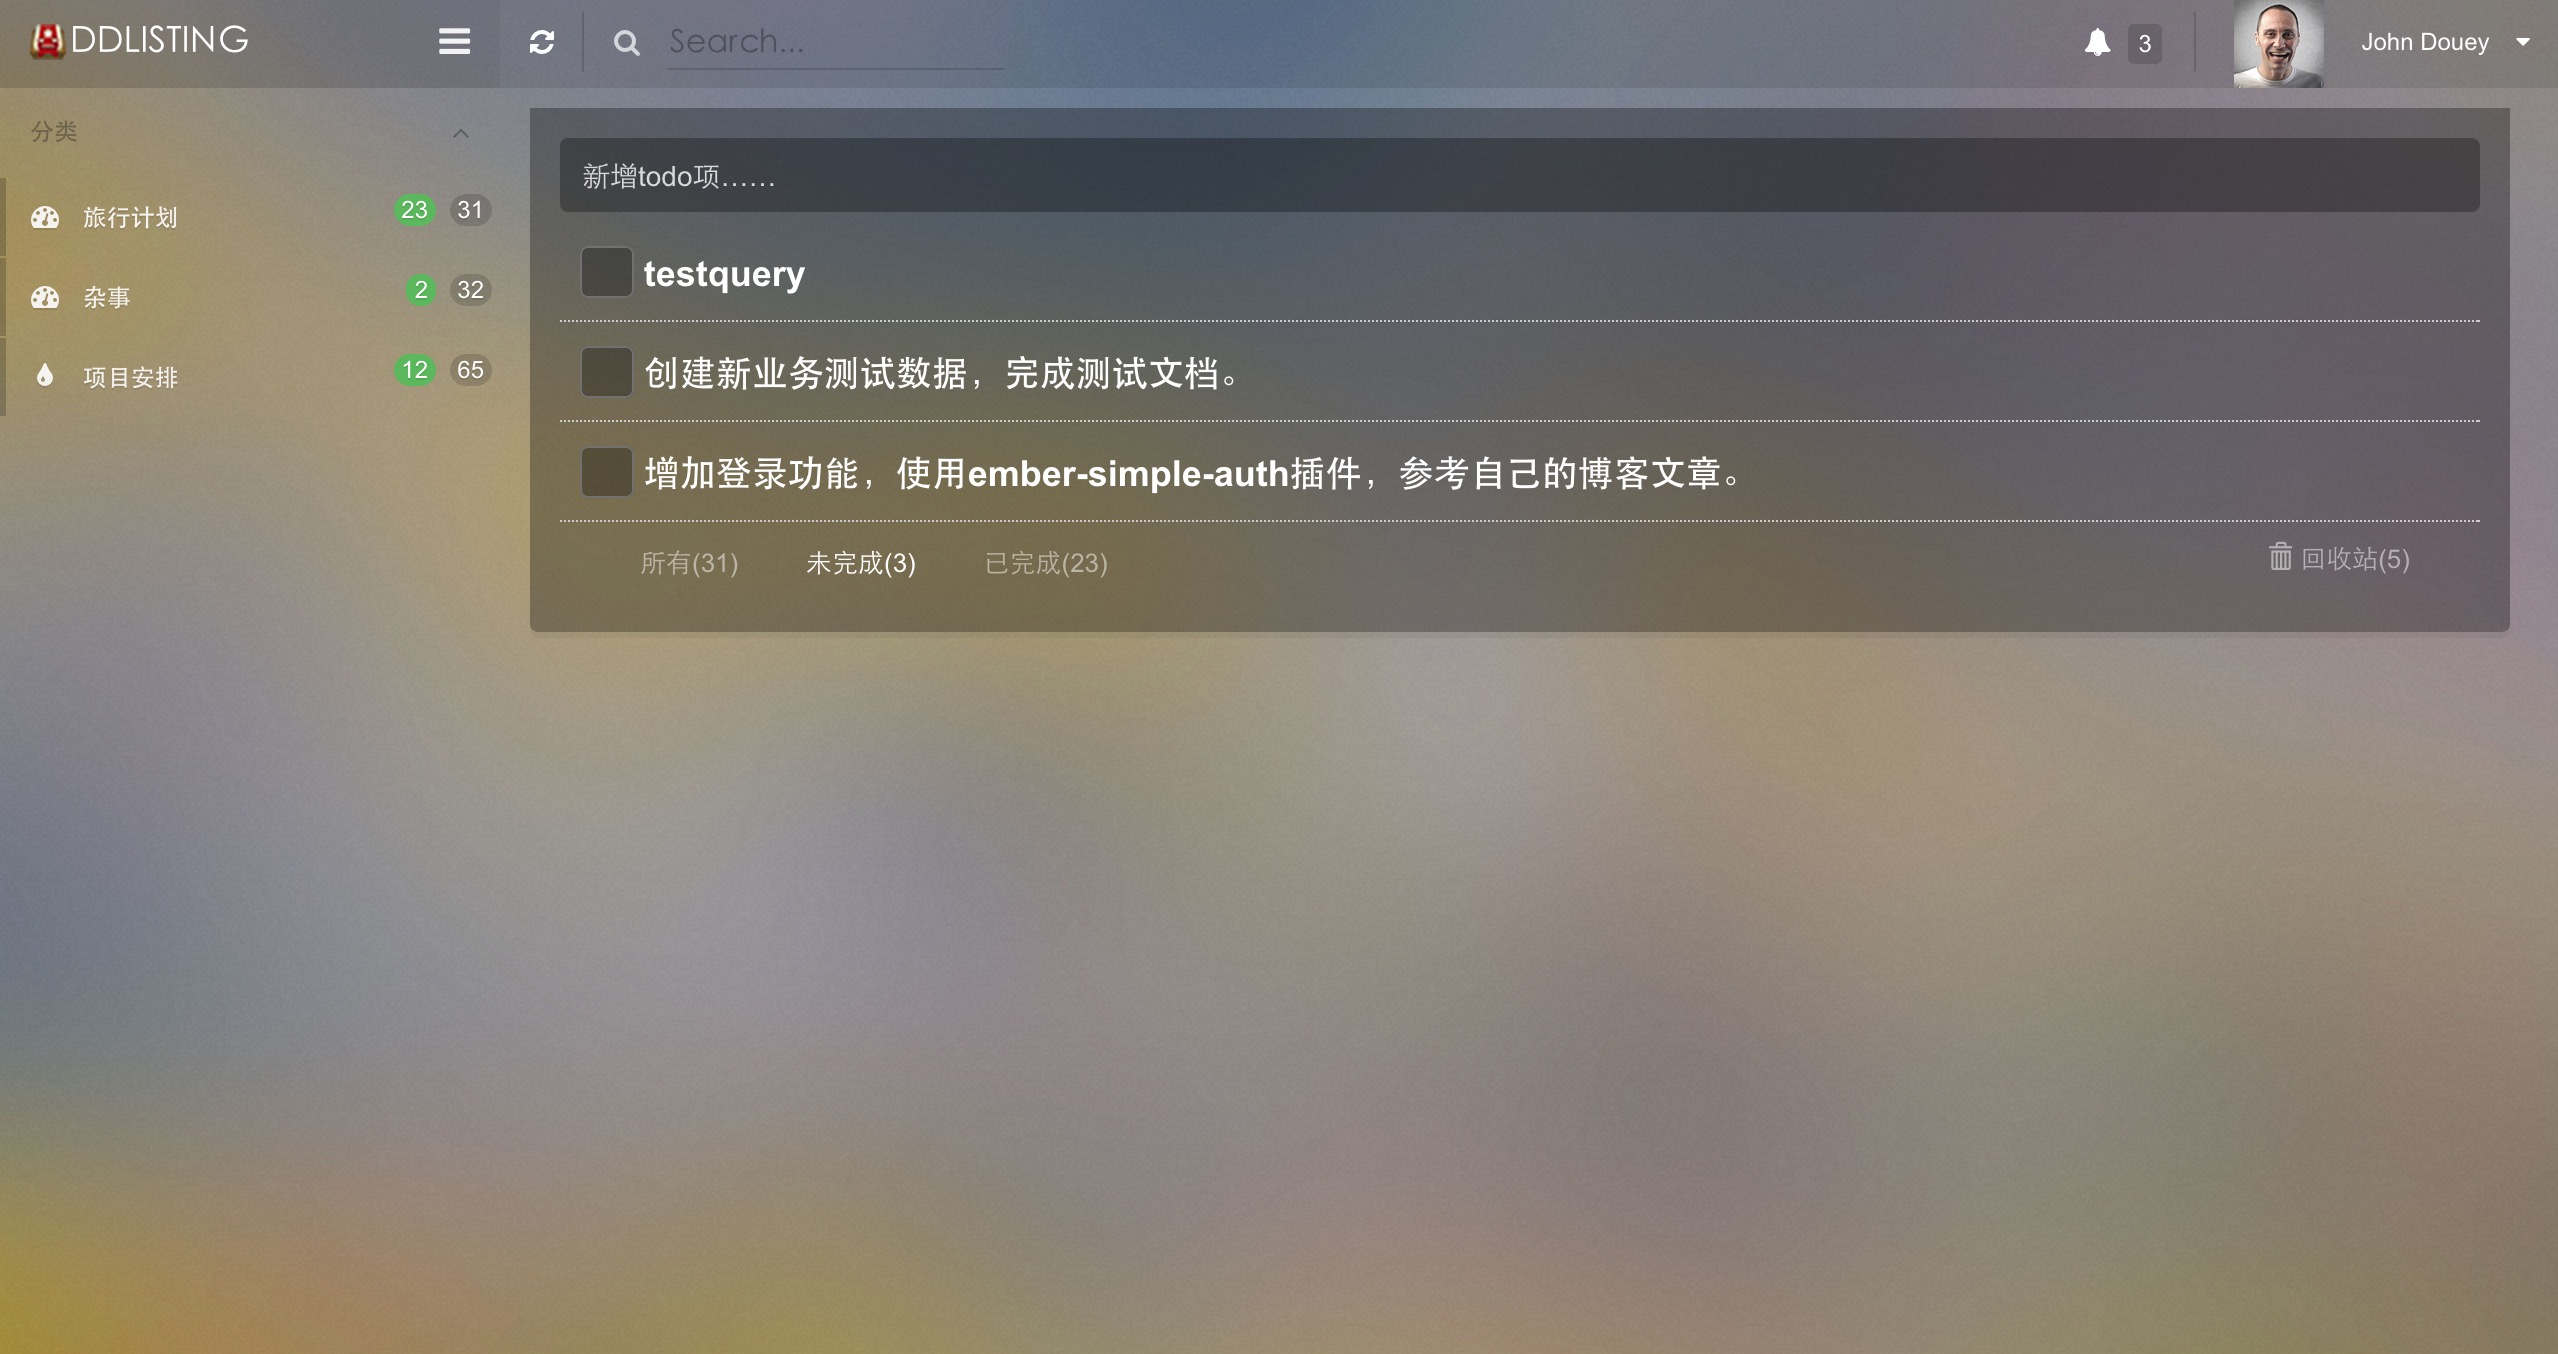 DDLISTING
Search...
3
John Douey
分类
旅行计划 23 31
杂事 2 32
项目安排 12 65
新增todo项……
testquery
创建新业务测试数据，完成测试文档。
增加登录功能，使用ember-simple-auth插件，参考自己的博客文章。
所有(31) 未完成(3) 已完成(23) 回收站(5)